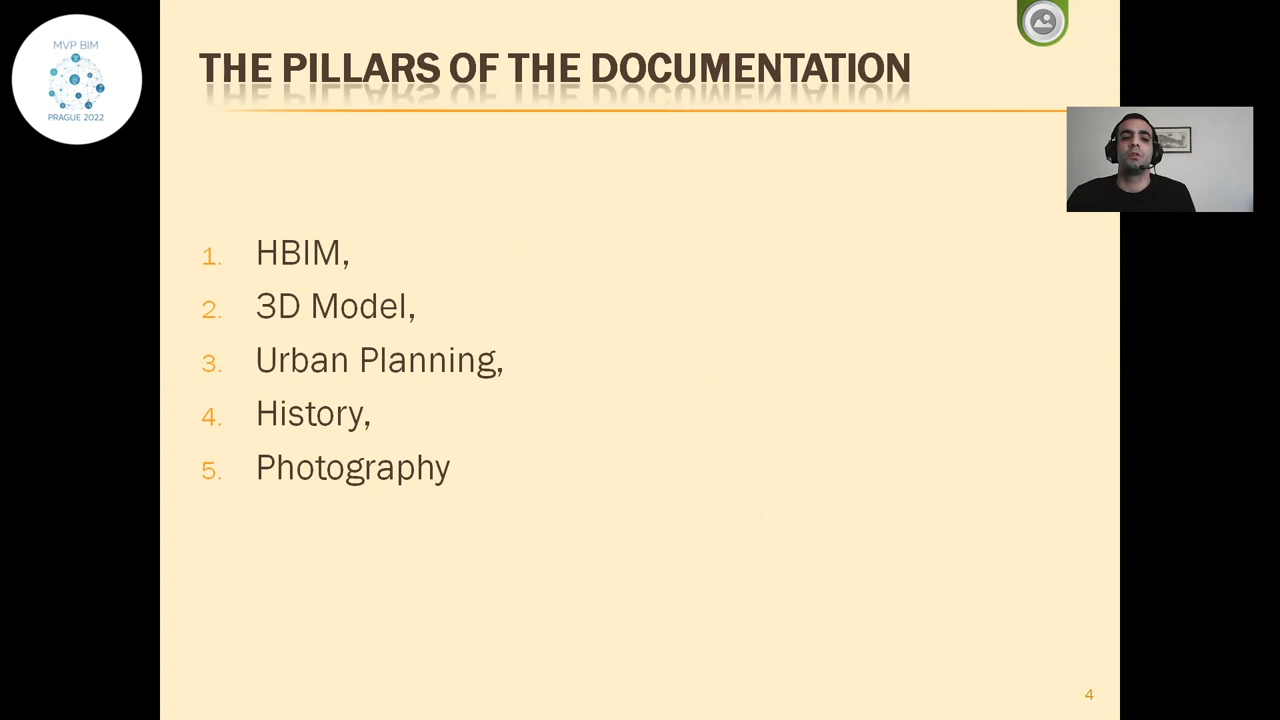 MVP BIM
PRAGUE 2022
THE PILLARS OF THE DOCUMENTATION
1. HBIM,
2. 3D Model,
3. Urban Planning,
4. History,
5. Photography
4